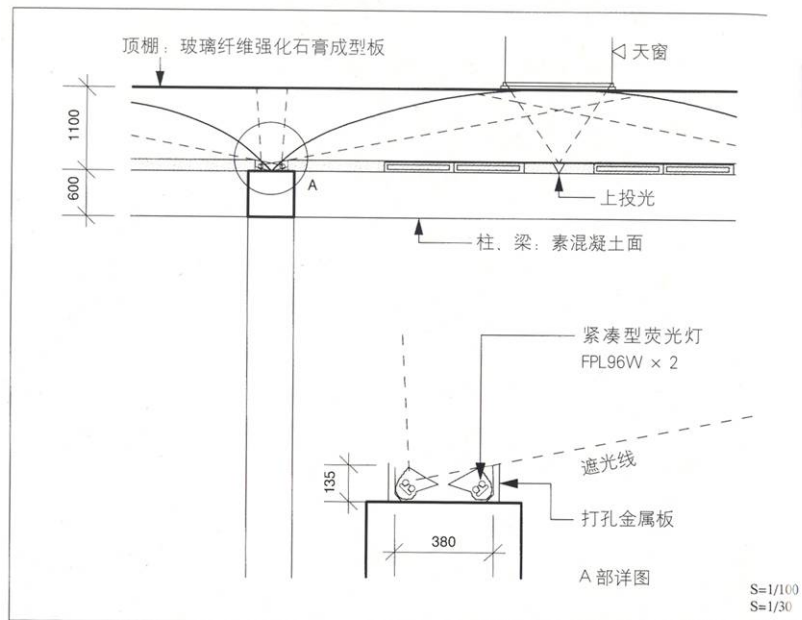 顶棚：玻璃纤维强化石膏成型板
天窗
1100
600
A
上投光
柱、梁：素混凝土面
紧凑型荧光灯
FPL96W × 2
遮光线
135
380
打孔金属板
A部详图
S=1/100
S=1/30